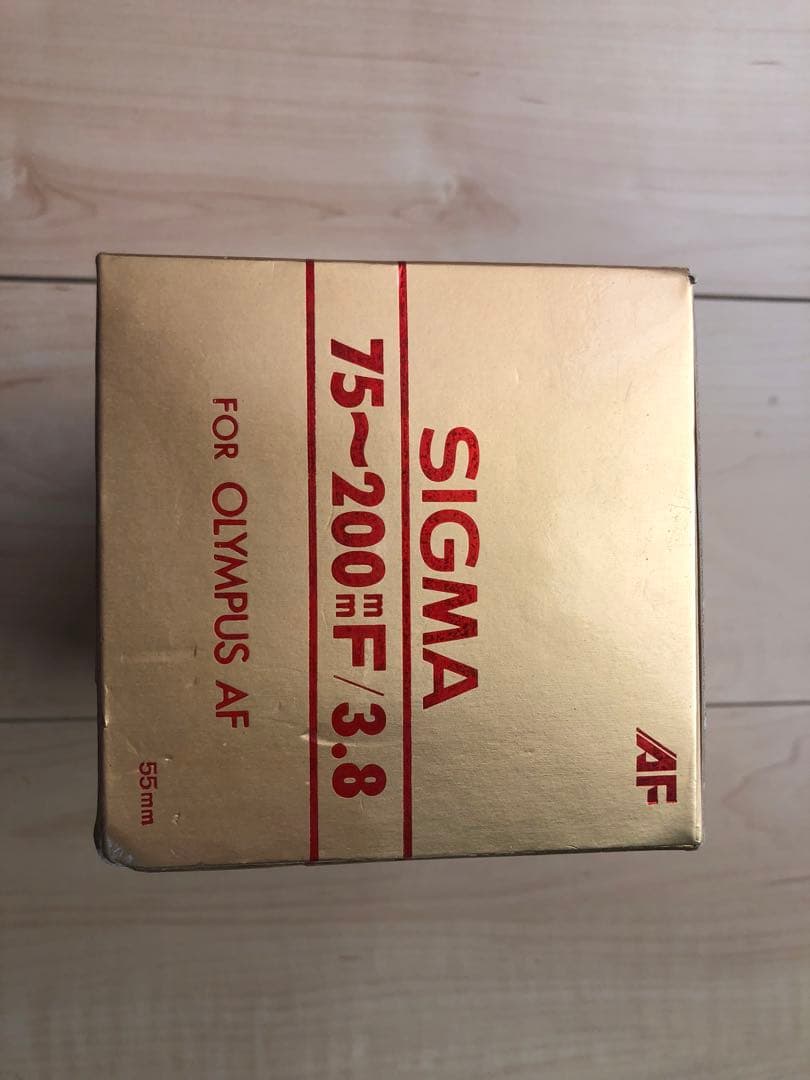 AF
SIGMA
75~200mm F/3.8
FOR OLYMPUS AF
55mm